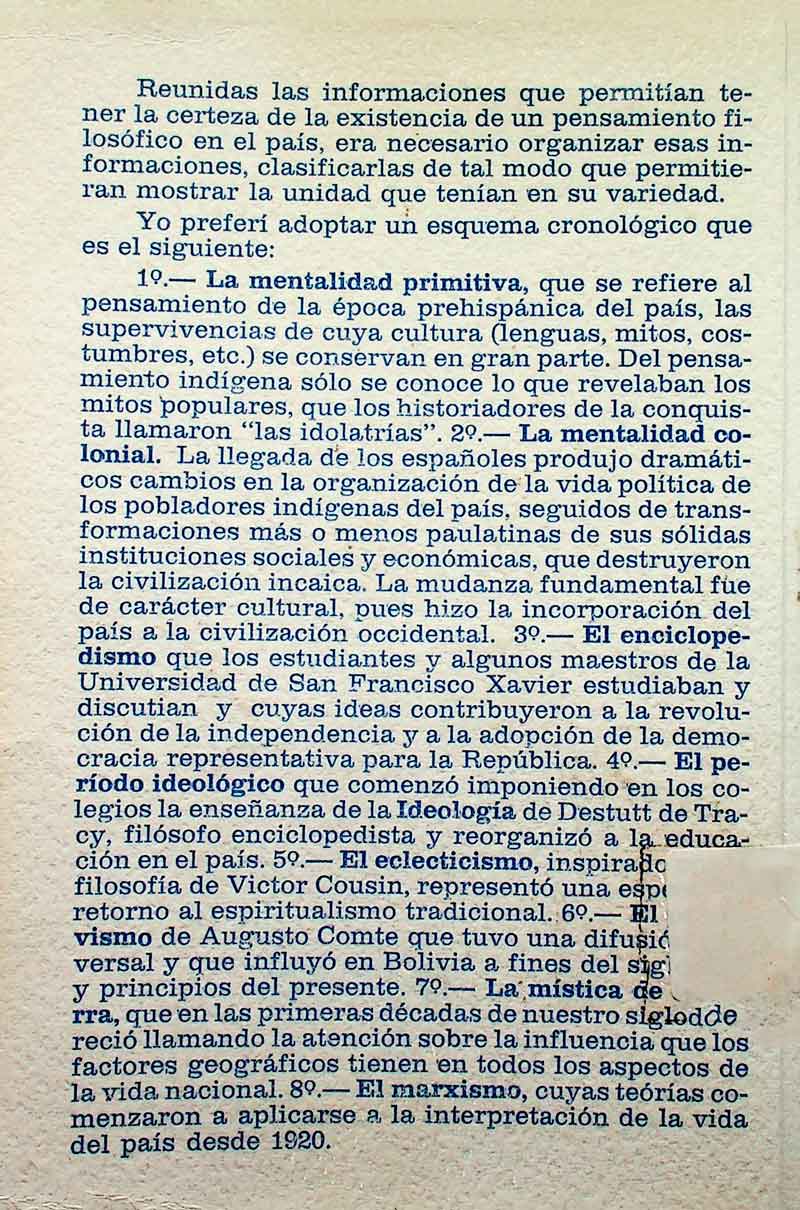 Reunidas las informaciones que permitían te-
ner la certeza de la existencia de un pensamiento fi-
losófico en el país, era necesario organizar esas in-
formaciones, clasificarlas de tal modo que permitie-
ran mostrar la unidad que tenían en su variedad.
Yo preferí adoptar un esquema cronológico que
es el siguiente:
1º.— La mentalidad primitiva, que se refiere al
pensamiento de la época prehispánica del país, las
supervivencias de cuya cultura (lenguas, mitos, cos-
tumbres, etc.) se conservan en gran parte. Del pensa-
miento indígena sólo se conoce lo que revelaban los
mitos populares, que los historiadores de la conquis-
ta llamaron “las idolatrías”. 2º.— La mentalidad co-
lonial. La llegada de los españoles produjo dramáti-
cos cambios en la organización de la vida política de
los pobladores indígenas del país, seguidos de trans-
formaciones más o menos paulatinas de sus sólidas
instituciones sociales y económicas, que destruyeron
la civilización incaica. La mudanza fundamental fue
de carácter cultural, pues hizo la incorporación del
país a la civilización occidental. 3º.— El enciclope-
dismo que los estudiantes y algunos maestros de la
Universidad de San Francisco Xavier estudiaban y
discutian y cuyas ideas contribuyeron a la revolu-
ción de la independencia y a la adopción de la demo-
cracia representativa para la República. 4º.— El pe-
ríodo ideológico que comenzó imponiendo en los co-
legios la enseñanza de la Ideología de Destutt de Tra-
cy, filósofo enciclopedista y reorganizó a la educa-
ción en el país. 5º.— El eclecticismo,
filosofía de Victor Cousin, representó una
retorno al espiritualismo tradicional. 6º.— El
vismo de Augusto Comte que tuvo una
versal y que influyó en Bolivia a fines del
y principios del presente. 7º.— La mística de
rra, que en las primeras décadas de nuestro siglo
reció llamando la atención sobre la influencia que los
factores geográficos tienen en todos los aspectos de
la vida nacional. 8º.— El marxismo, cuyas teórías co-
menzaron a aplicarse a la interpretación de la vida
del país desde 1920.